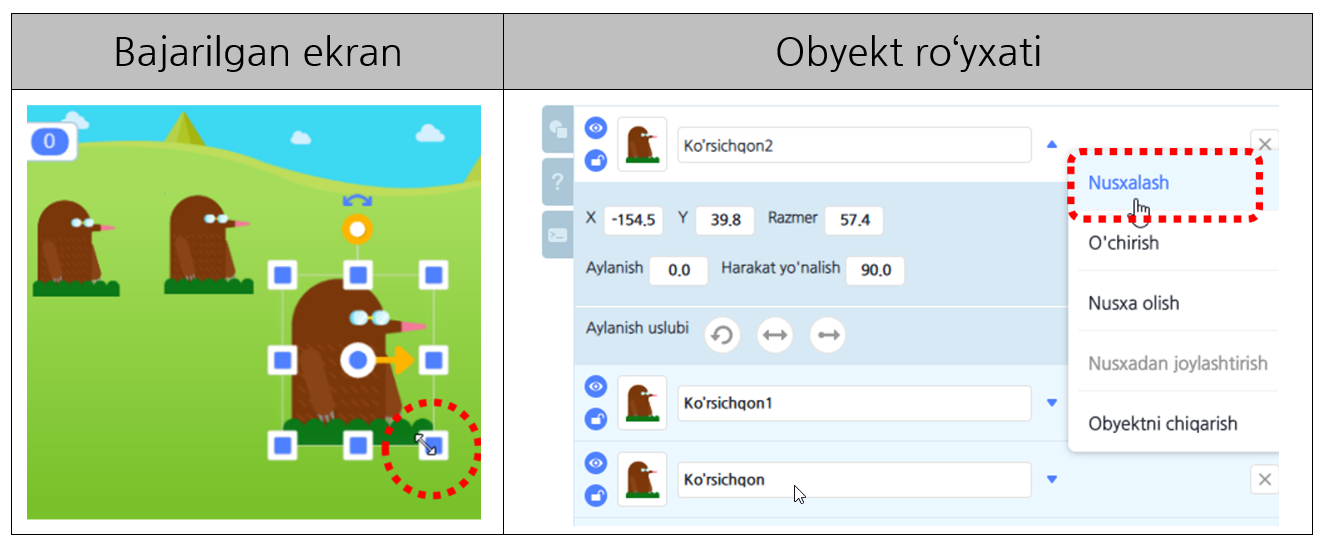 Bajarilgan ekran
Obyekt ro‘yxati
0
Ko'rsichqon2
X -154.5 Y 39.8 Razmer 57.4
Aylanish 0.0 Harakat yo'nalish 90.0
Aylanish uslubi
Ko'rsichqon1
Ko'rsichqon
Nusxalash
O'chirish
Nusxa olish
Nusxadan joylashtirish
Obyektni chiqarish